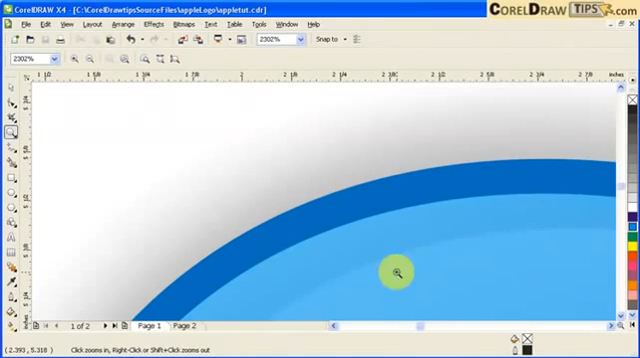 CorelDRAW X4 - [C:\CorelDrawtipsSourceFiles\appleLogo\appletut.cdr]
CORELDRAW TIPS.com
File Edit View Layout Arrange Effects Bitmaps Text Table Tools Window Help
2302% Snap to
2302%
inches
1 of 2 Page 1 Page 2
( 2.393, 5.318 ) Click zooms in, Right-Click or Shift+Click zooms out